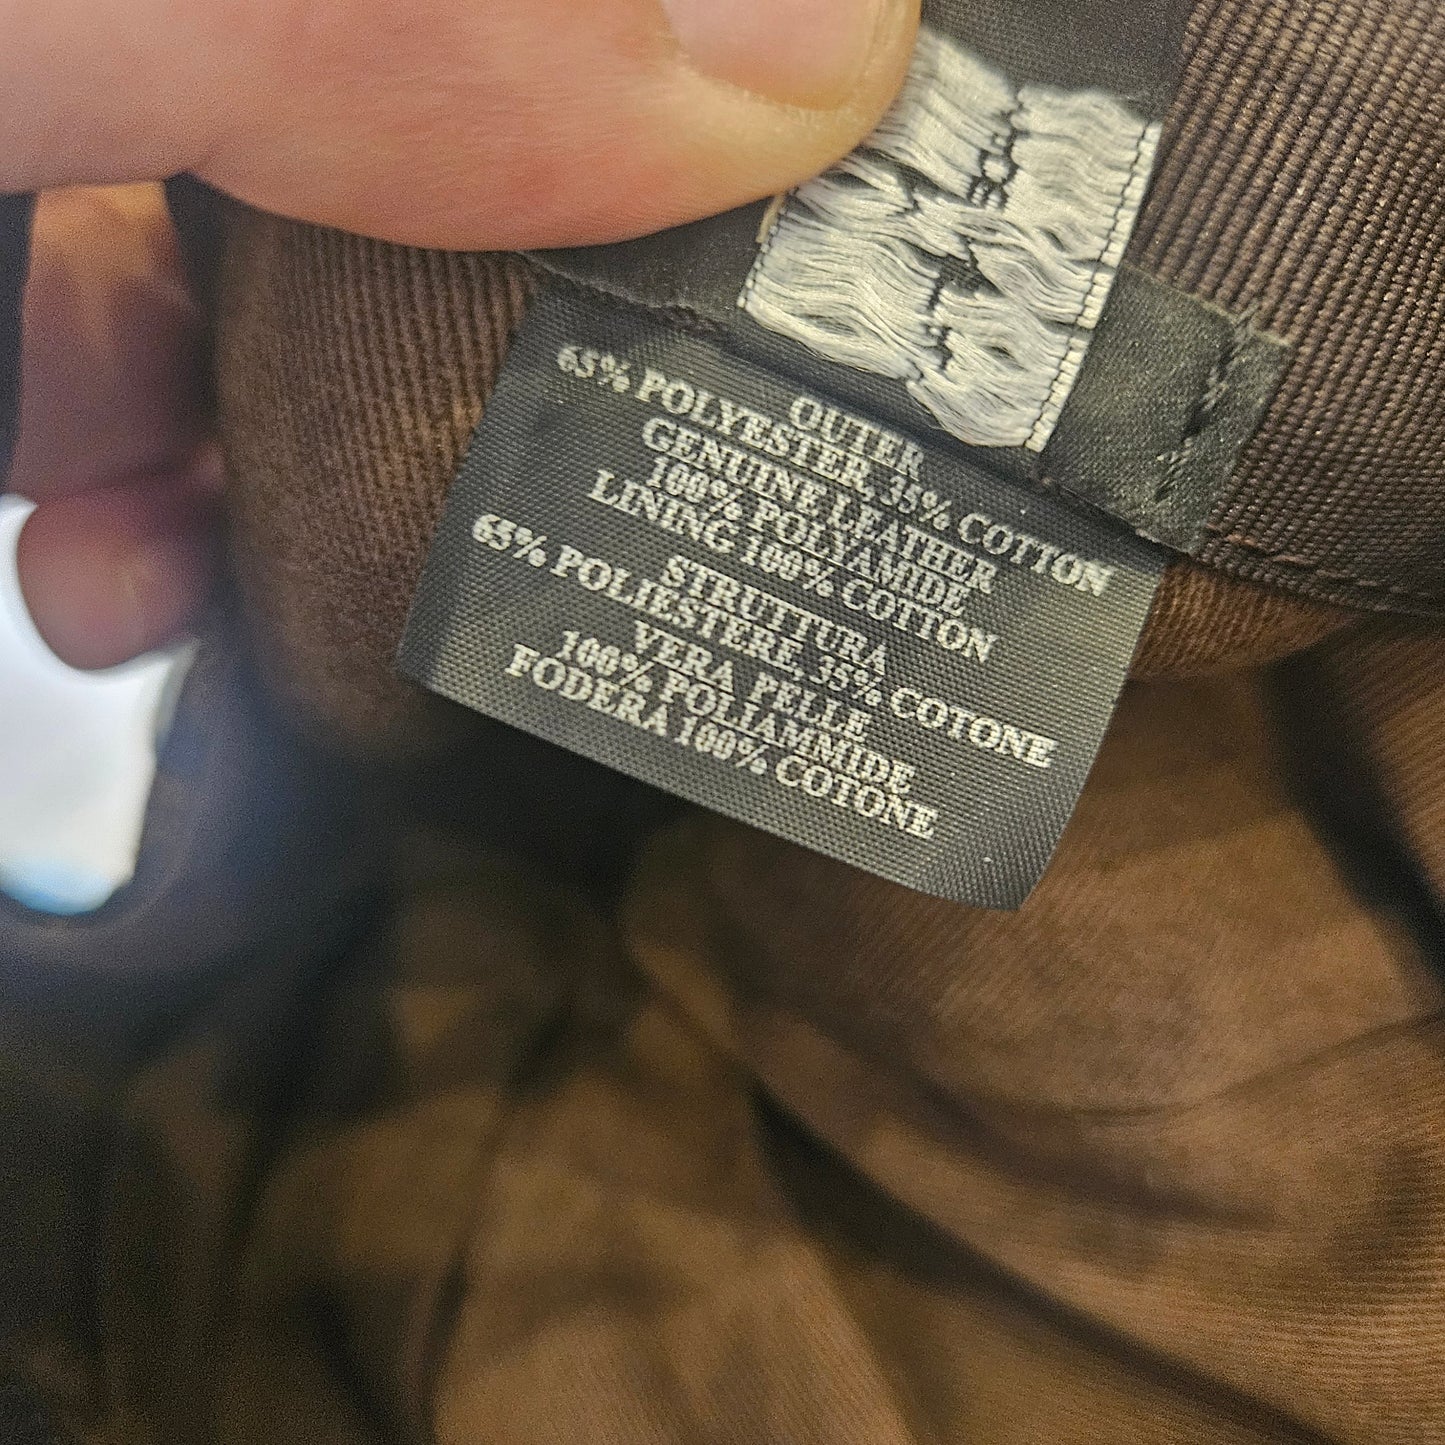 OUTER
65% POLYESTER, 35% COTTON
GENUINE LEATHER
100% POLYAMIDE
LINING 100% COTTON
STRUTTURA
65% POLIESTERE, 35% COTONE
VERA PELLE
100% POLIAMMIDE
FODERA 100% COTONE